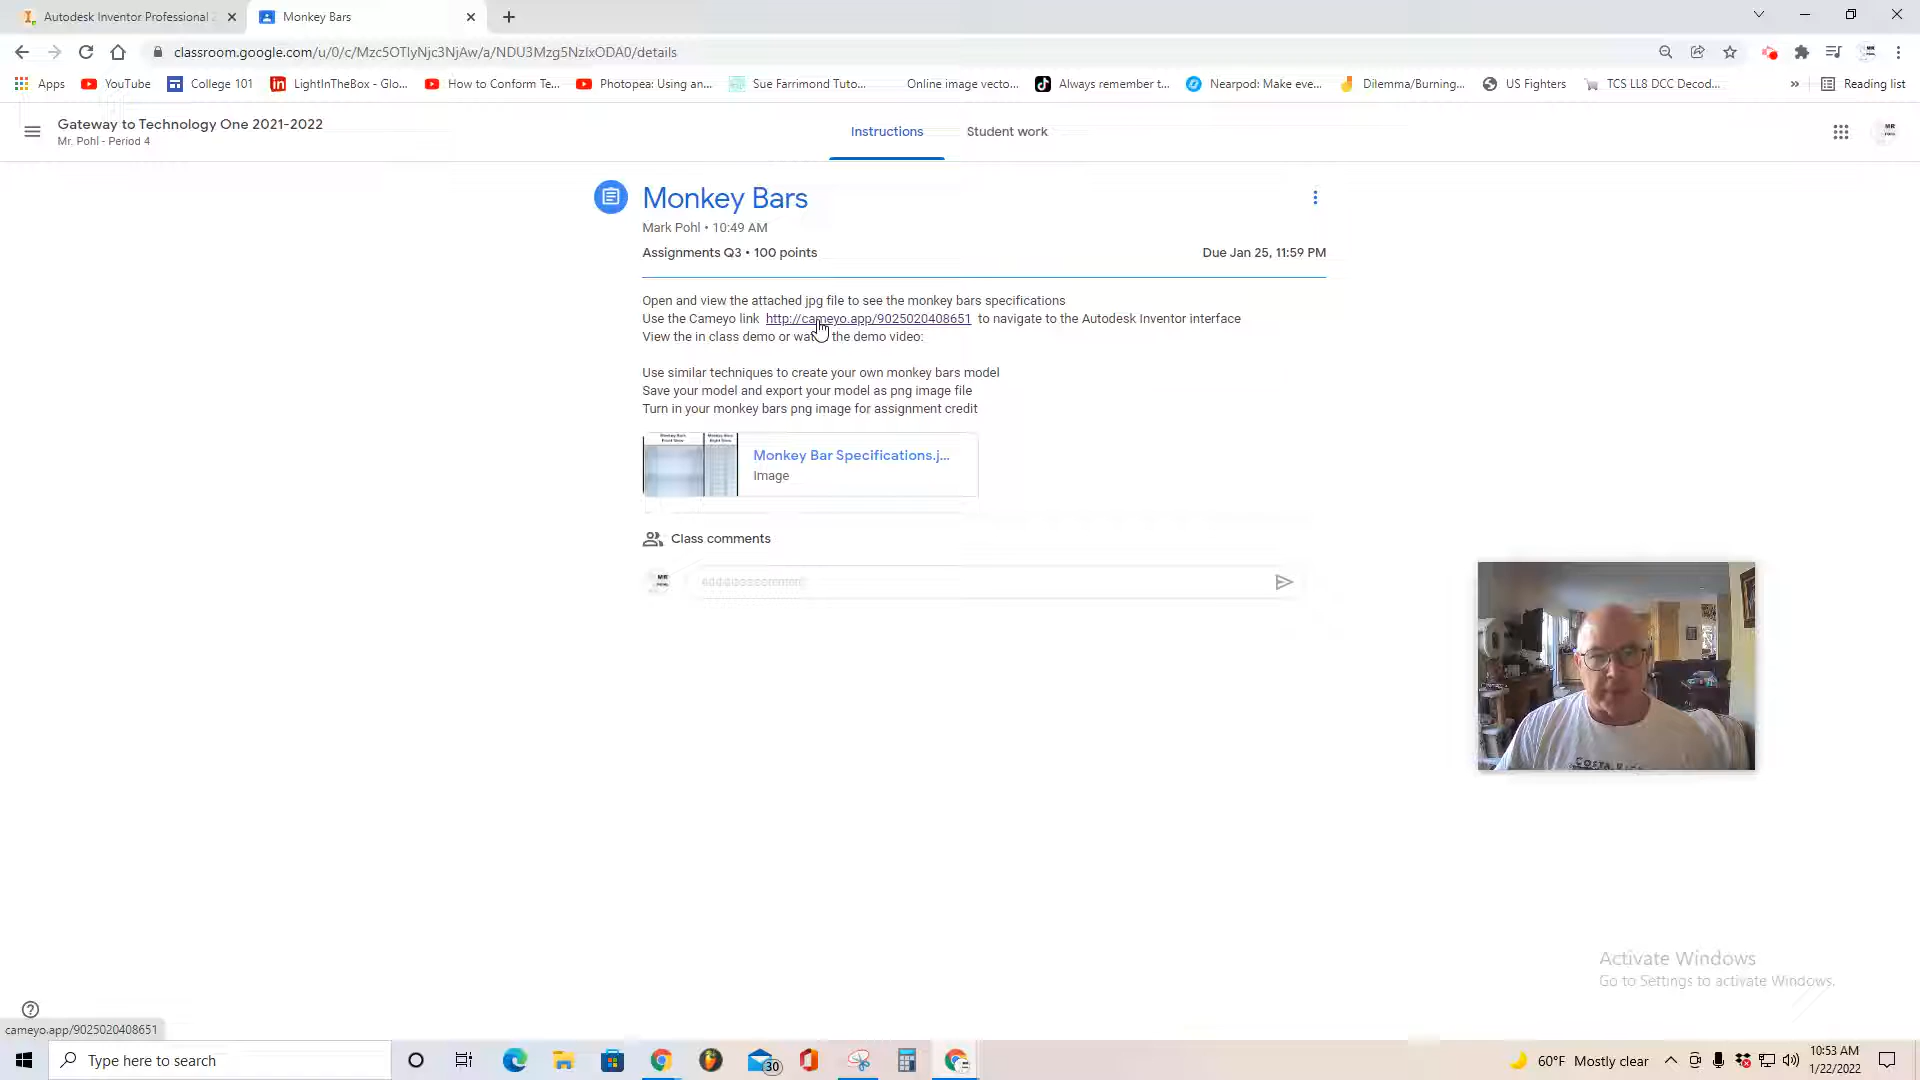 Autodesk Inventor Professional
Monkey Bars
classroom.google.com/u/0/c/Mzc5OTIyNjc3NjAw/a/NDU3Mzg5NzIxODA0/details
Apps
YouTube
College 101
LightInTheBox - Glo...
How to Conform Te...
Photopea: Using an...
Sue Farrimond Tuto...
Online image vecto...
Always remember t...
Nearpod: Make eve...
Dilemma/Burning...
US Fighters
TCS LL8 DCC Decod...
»
Reading list
Gateway to Technology One 2021-2022
Mr. Pohl - Period 4
Instructions
Student work
MR
Monkey Bars
Mark Pohl • 10:49 AM
Assignments Q3 • 100 points
Due Jan 25, 11:59 PM
Open and view the attached jpg file to see the monkey bars specifications
Use the Cameyo link http://cameyo.app/9025020408651 to navigate to the Autodesk Inventor interface
View the in class demo or the demo video:
Use similar techniques to create your own monkey bars model
Save your model and export your model as png image file
Turn in your monkey bars png image for assignment credit
Monkey Bar Specifications.j...
Image
Class comments
MR
COSTA RICA
Activate Windows
Go to Settings to activate Windows.
cameyo.app/9025020408651
Type here to search
30
60°F Mostly clear
10:53 AM
1/22/2022